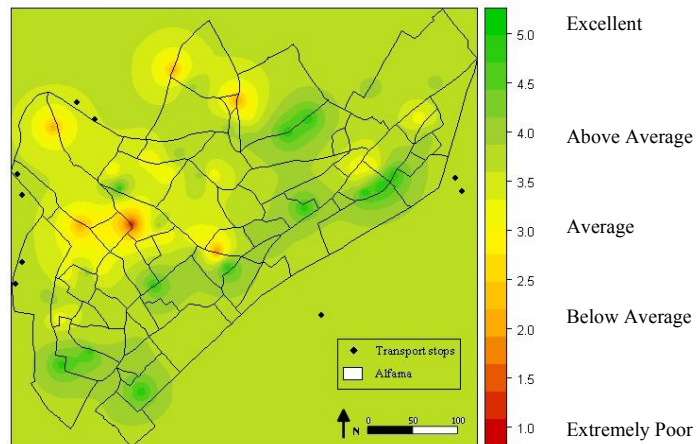 5.0
4.5
4.0
3.5
3.0
2.5
2.0
1.5
1.0
Excellent
Above Average
Average
Below Average
Extremely Poor
Transport stops
Alfama
N
0 50 100